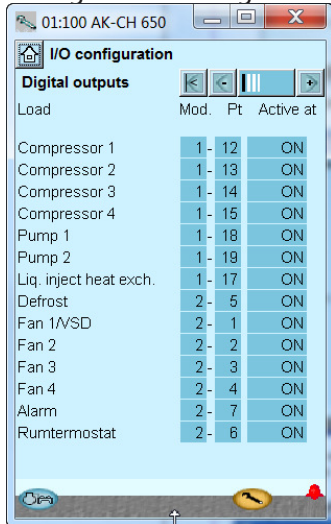 01:100 AK-CH 650
I/O configuration
Digital outputs
Load Mod. Pt Active at
Compressor 1 1 - 12 ON
Compressor 2 1 - 13 ON
Compressor 3 1 - 14 ON
Compressor 4 1 - 15 ON
Pump 1 1 - 18 ON
Pump 2 1 - 19 ON
Liq. inject heat exch. 1 - 17 ON
Defrost 2 - 5 ON
Fan 1/VSD 2 - 1 ON
Fan 2 2 - 2 ON
Fan 3 2 - 3 ON
Fan 4 2 - 4 ON
Alarm 2 - 7 ON
Rumtermostat 2 - 6 ON